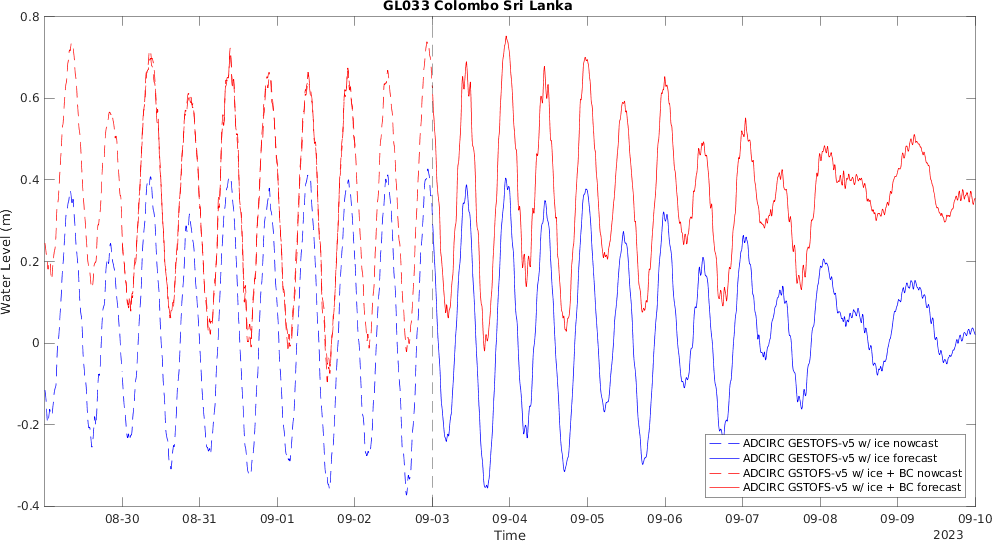 GL033 Colombo Sri Lanka
Water Level (m)
0.8
0.6
0.4
0.2
0
-0.2
-0.4
08-30
08-31
09-01
09-02
09-03
09-04
09-05
09-06
09-07
09-08
09-09
09-10
Time
2023
ADCIRC GESTOFS-v5 w/ ice nowcast
ADCIRC GESTOFS-v5 w/ ice forecast
ADCIRC GSTOFS-v5 w/ ice + BC nowcast
ADCIRC GSTOFS-v5 w/ ice + BC forecast